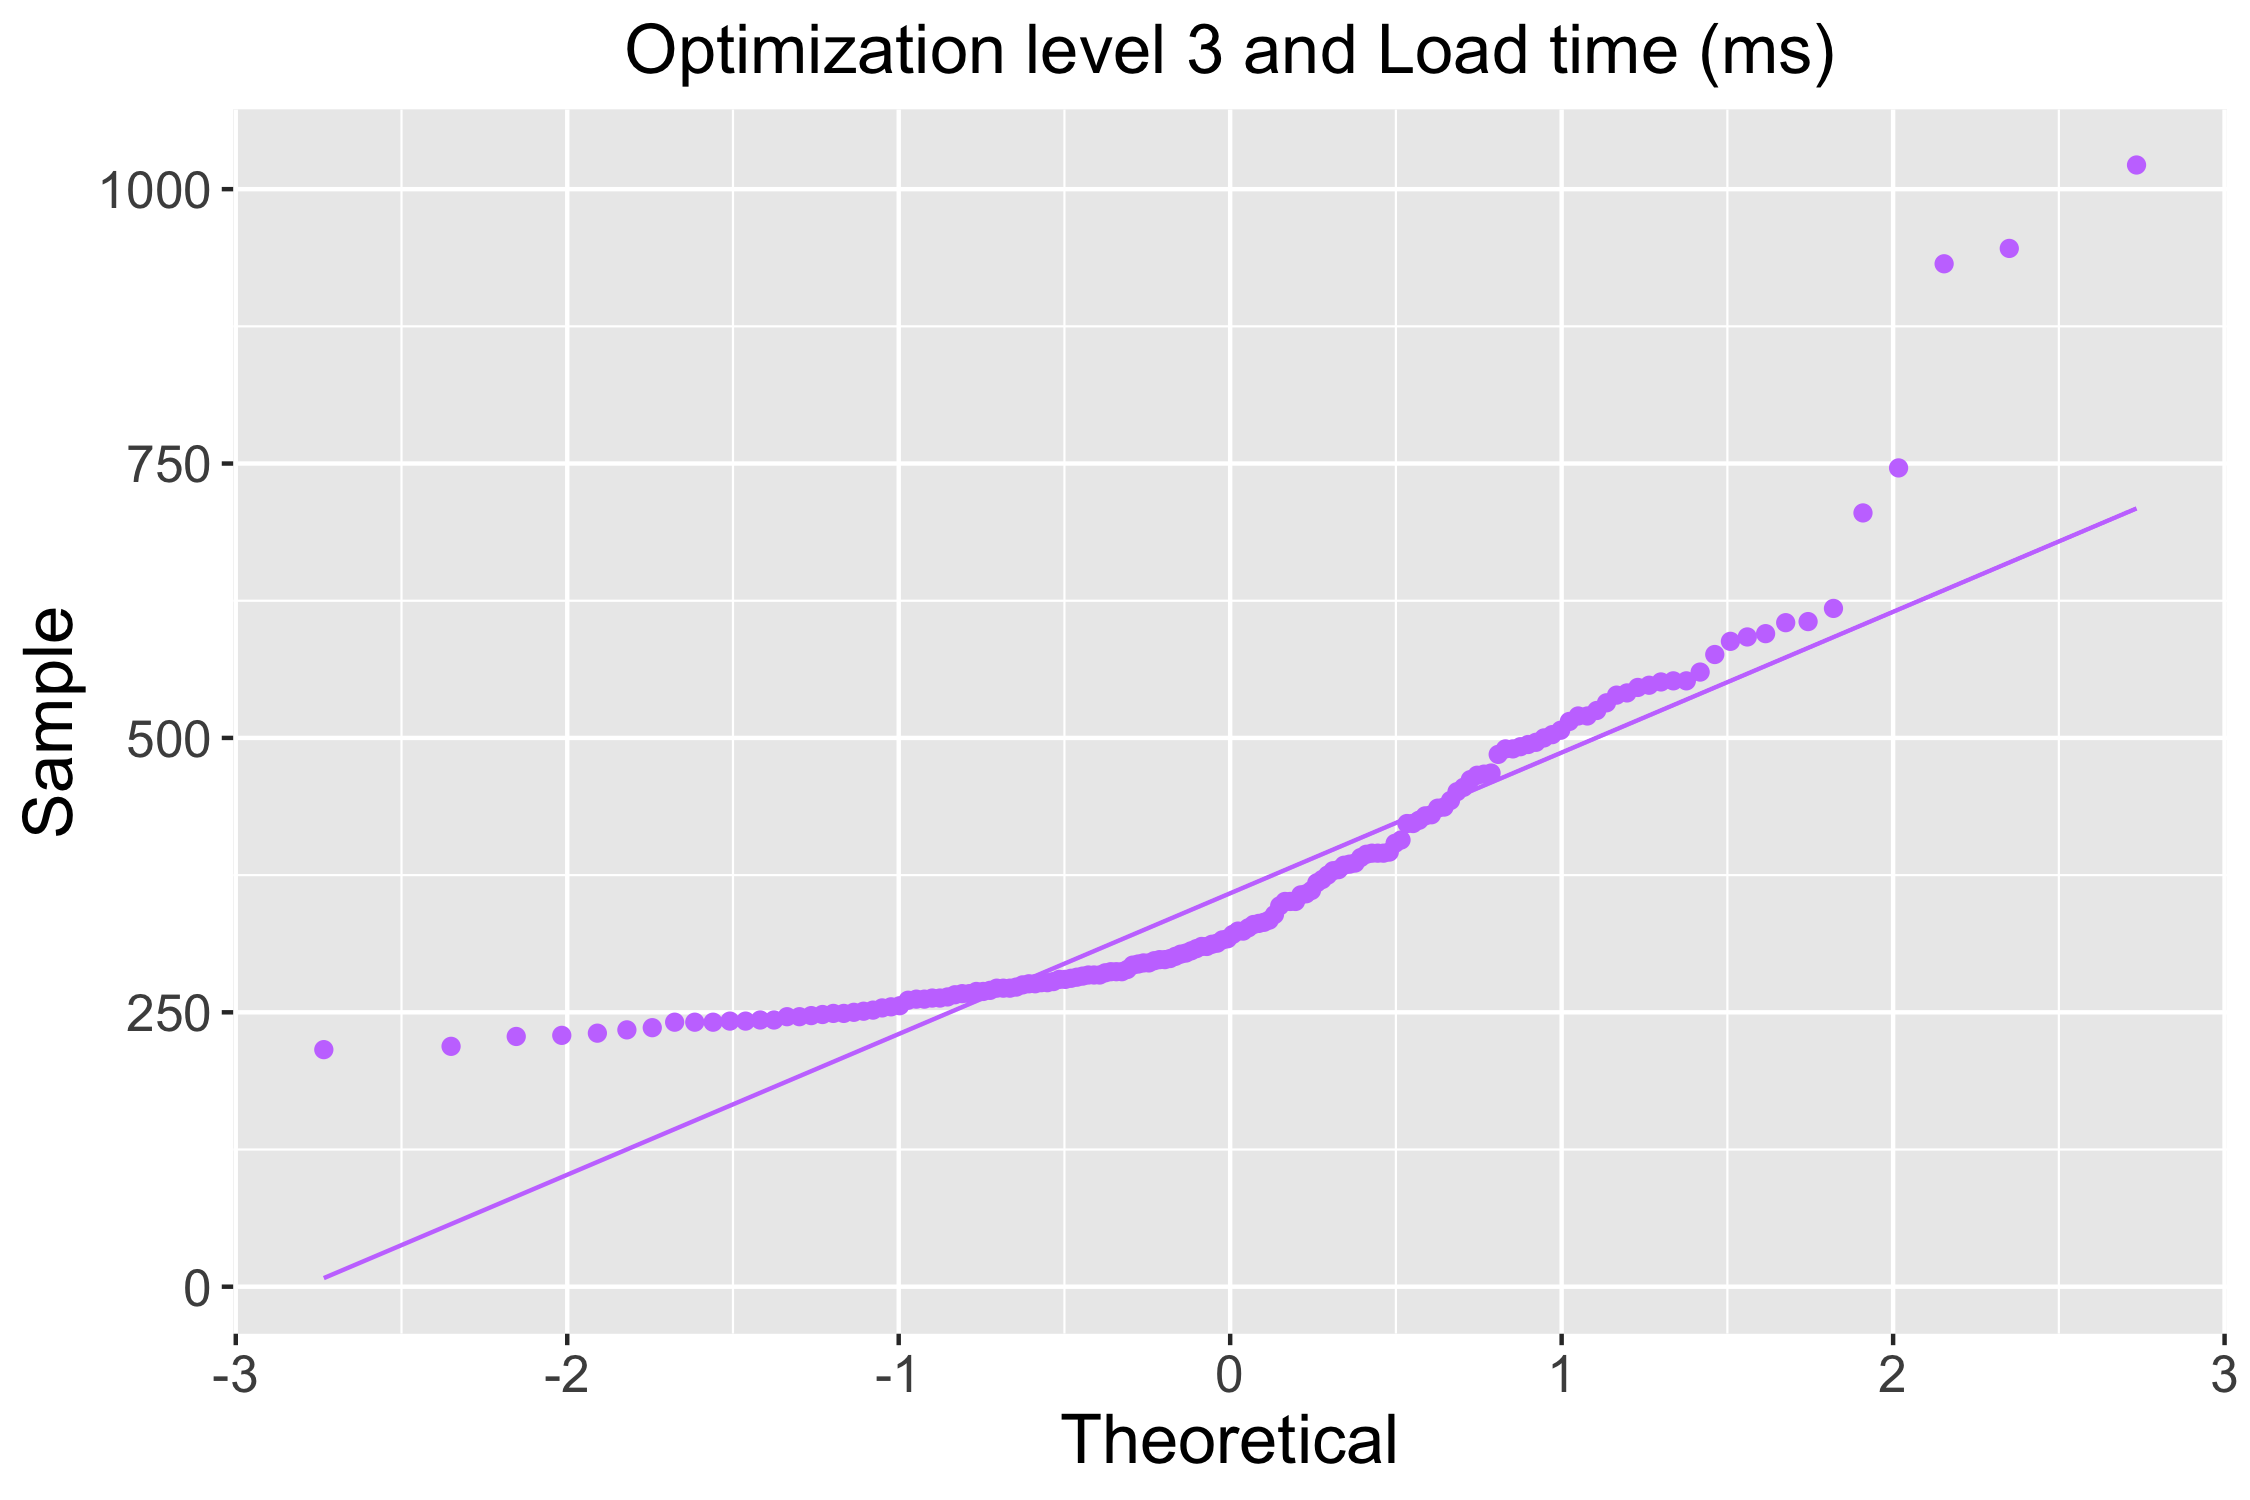 Optimization level 3 and Load time (ms)
1000
750
500
250
0
Sample
-3 -2 -1 0 1 2 3
Theoretical